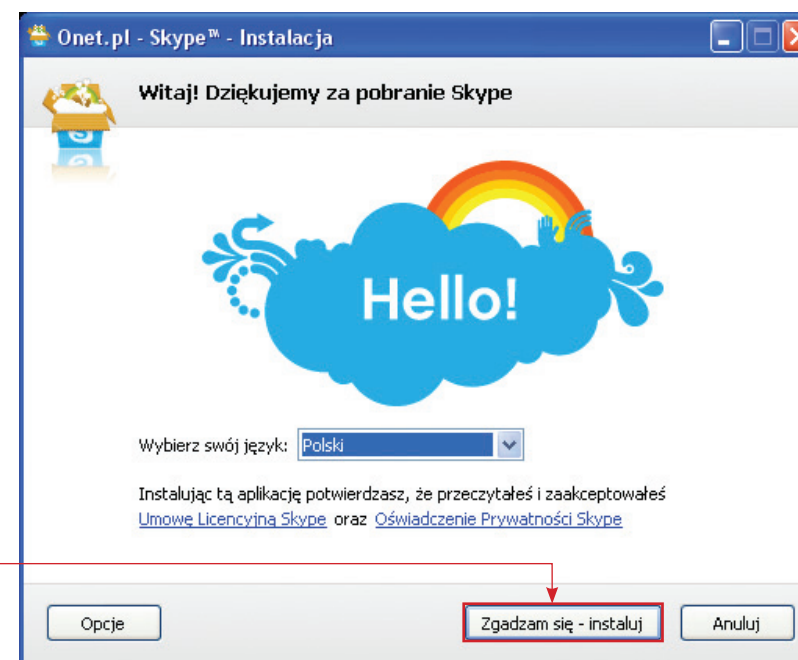 Onet.pl - Skype™ - Instalacja
Witaj! Dziękujemy za pobranie Skype
Hello!
Wybierz swój język: Polski
Instalując tą aplikację potwierdzasz, że przeczytałeś i zaakceptowałeś
Umowę Licencyjną Skype oraz Oświadczenie Prywatności Skype
Opcje Zgadzam się - instaluj Anuluj